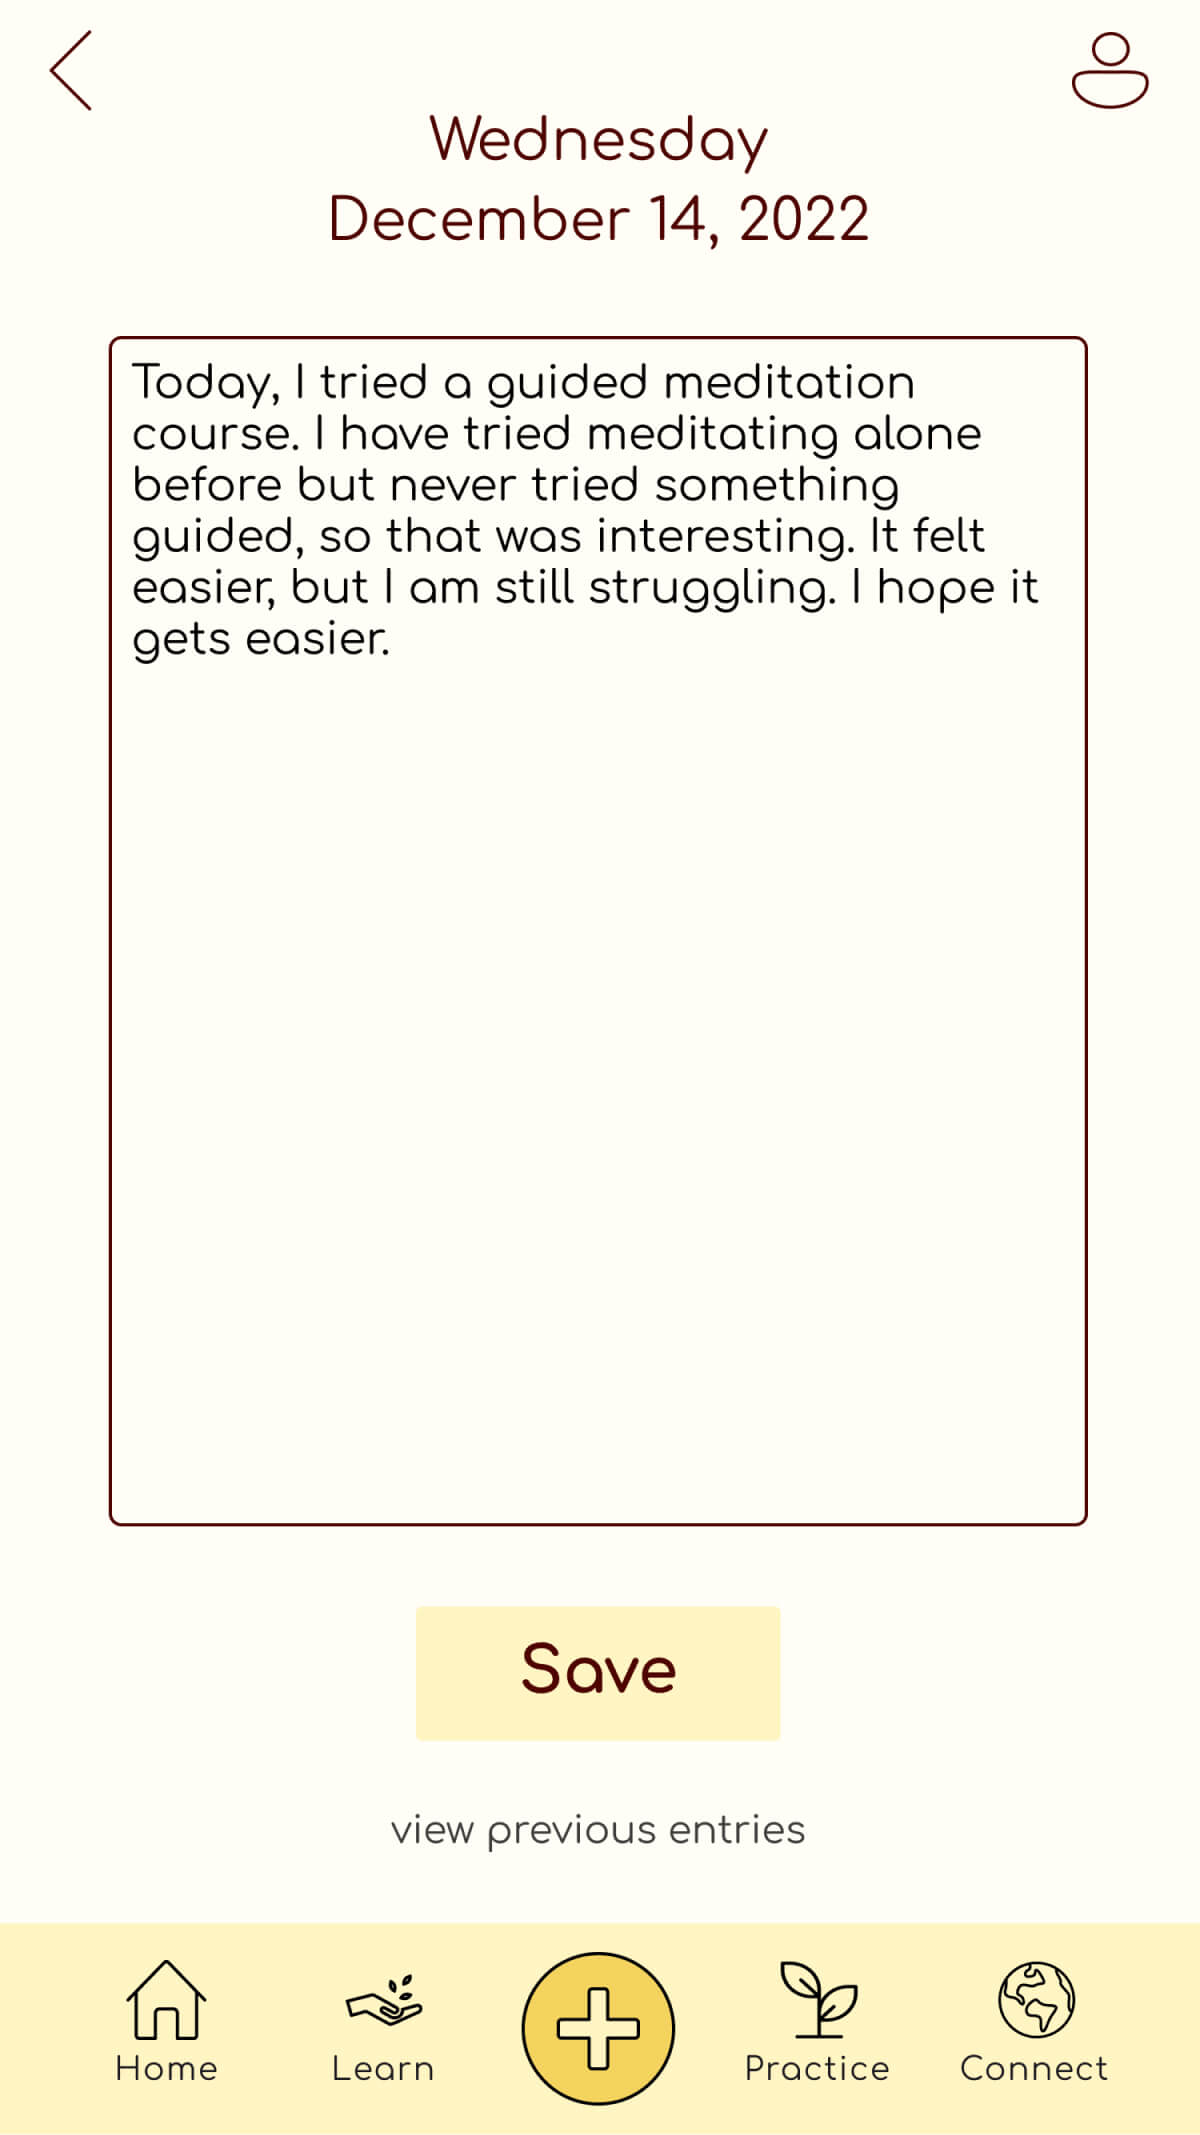 Wednesday
December 14, 2022
Today, I tried a guided meditation
course. I have tried meditating alone
before but never tried something
guided, so that was interesting. It felt
easier, but I am still struggling. I hope it
gets easier.
Save
view previous entries
Home
Learn
Practice
Connect